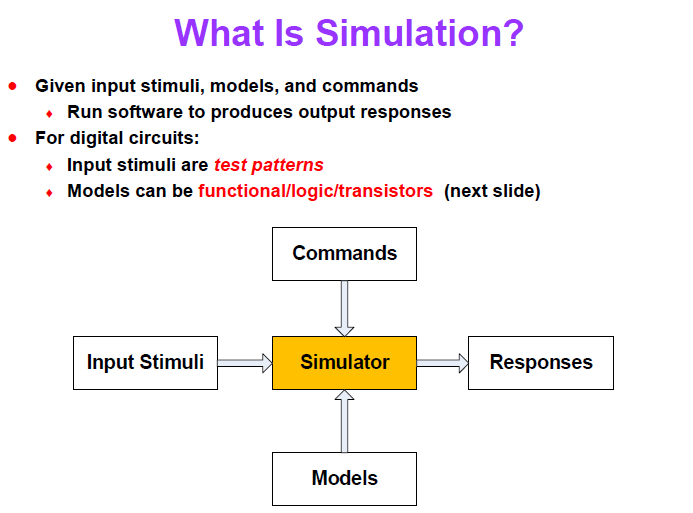 What Is Simulation?
Given input stimuli, models, and commands
Run software to produces output responses
For digital circuits:
Input stimuli are test patterns
Models can be functional/logic/transistors (next slide)
Commands
Input Stimuli
Simulator
Responses
Models